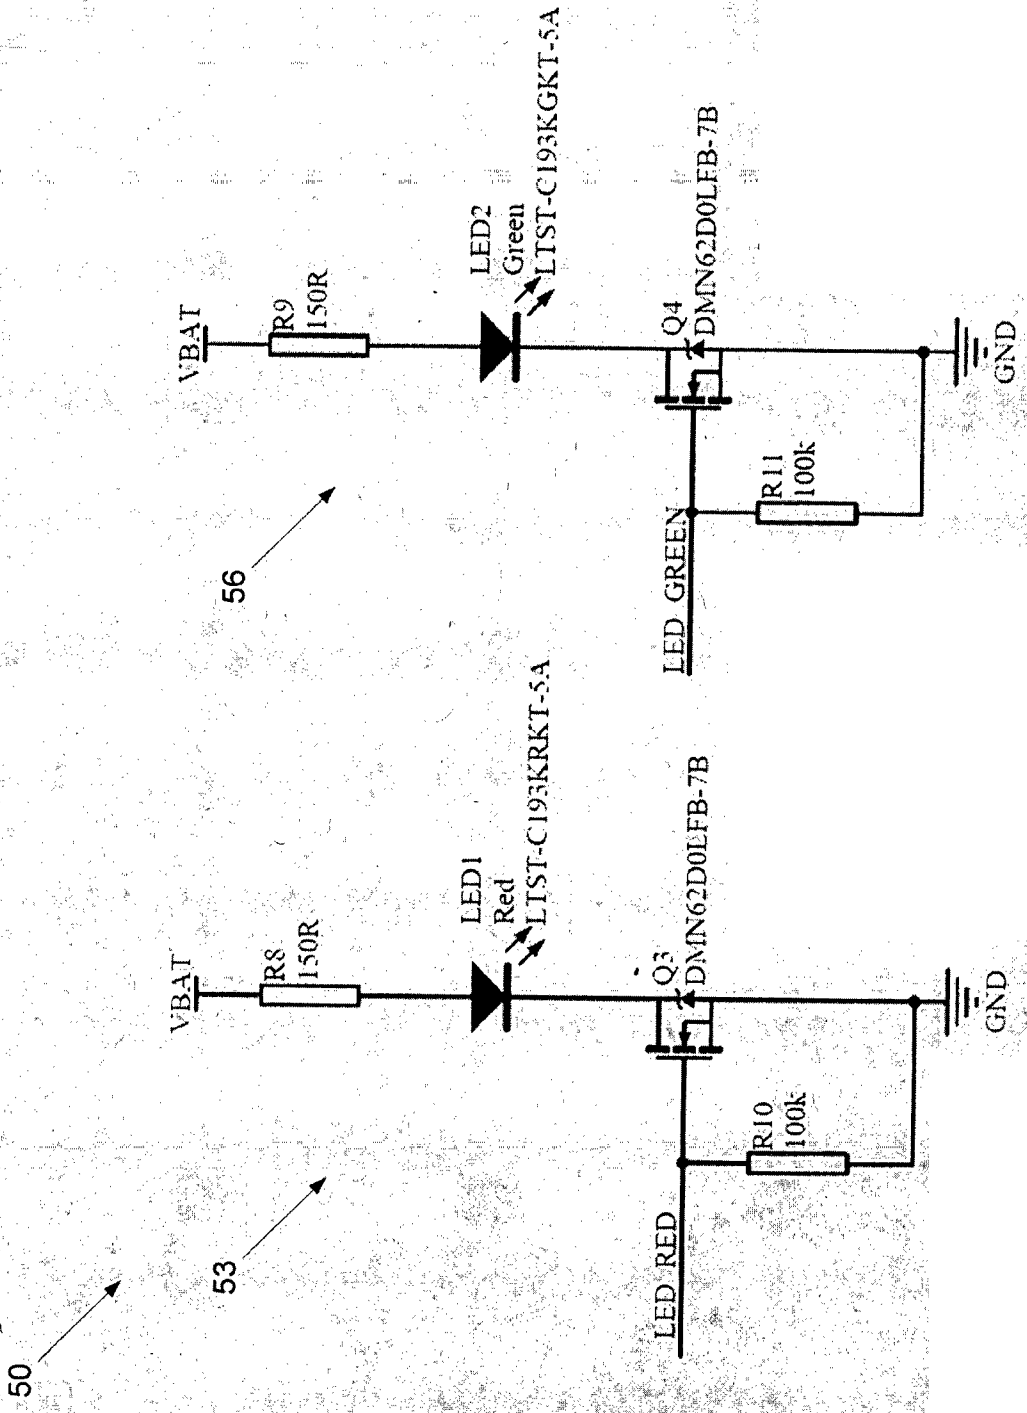 50
53
VBAT
R8
150R
LED1
Red
LTST-C193KRKT-5A
Q3
DMN62D0LFB-7B
LED RED
R10
100k
GND
56
VBAT
R9
150R
LED2
Green
LTST-C193KGKT-5A
Q4
DMN62D0LFB-7B
LED GREEN
R11
100k
GND